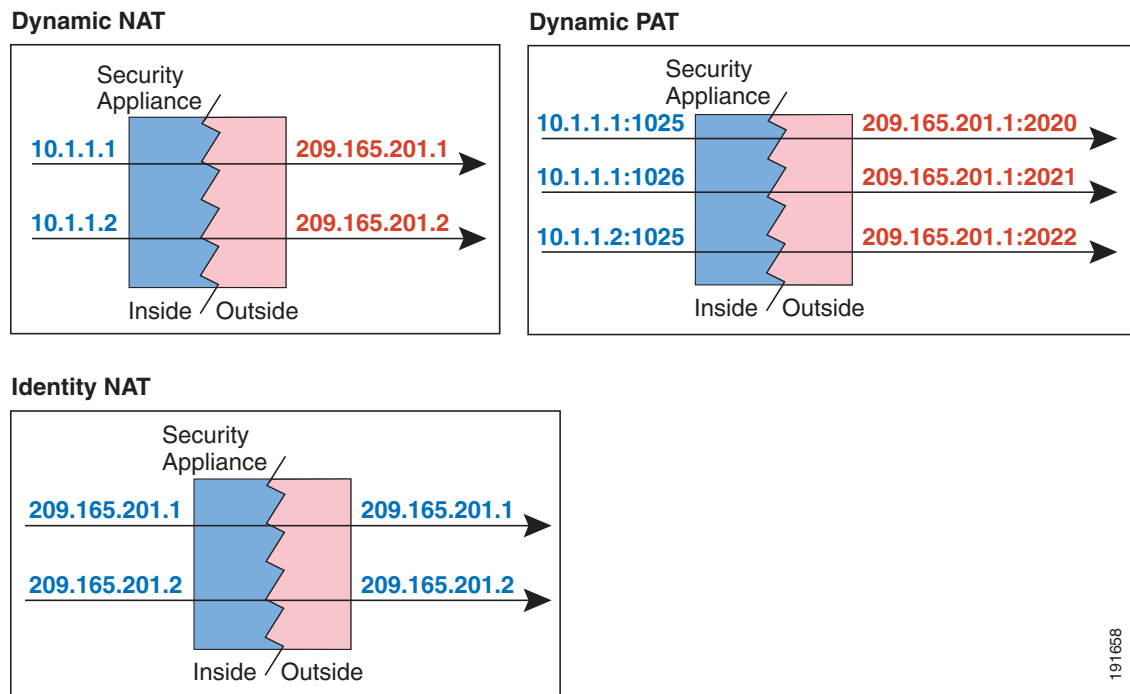 Dynamic NAT
Security
Appliance
10.1.1.1
209.165.201.1
10.1.1.2
209.165.201.2
Inside
Outside
Dynamic PAT
Security
Appliance
10.1.1.1:1025
209.165.201.1:2020
10.1.1.1:1026
209.165.201.1:2021
10.1.1.2:1025
209.165.201.1:2022
Inside
Outside
Identity NAT
Security
Appliance
209.165.201.1
209.165.201.1
209.165.201.2
209.165.201.2
Inside
Outside
191658